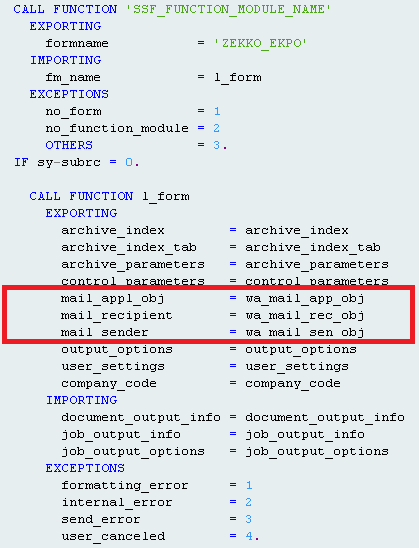 CALL FUNCTION 'SSF_FUNCTION_MODULE_NAME'
EXPORTING
formname = 'ZEKKO_EKPO'
IMPORTING
fm_name = l_form
EXCEPTIONS
no_form = 1
no_function_module = 2
OTHERS = 3.
IF sy-subrc = 0.
CALL FUNCTION l_form
EXPORTING
archive_index = archive_index
archive_index_tab = archive_index_tab
archive_parameters = archive_parameters
control_parameters = control_parameters
mail_appl_obj = wa_mail_app_obj
mail_recipient = wa_mail_rec_obj
mail_sender = wa_mail_sen_obj
output_options = output_options
user_settings = user_settings
company_code = company_code
IMPORTING
document_output_info = document_output_info
job_output_info = job_output_info
job_output_options = job_output_options
EXCEPTIONS
formatting_error = 1
internal_error = 2
send_error = 3
user_canceled = 4.